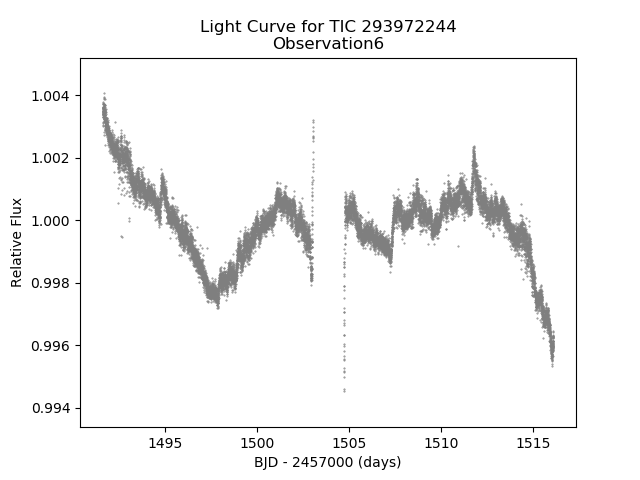 Light Curve for TIC 293972244
Observation6
1.004
1.002
1.000
0.998
0.996
0.994
Relative Flux
1495
1500
1505
1510
1515
BJD - 2457000 (days)